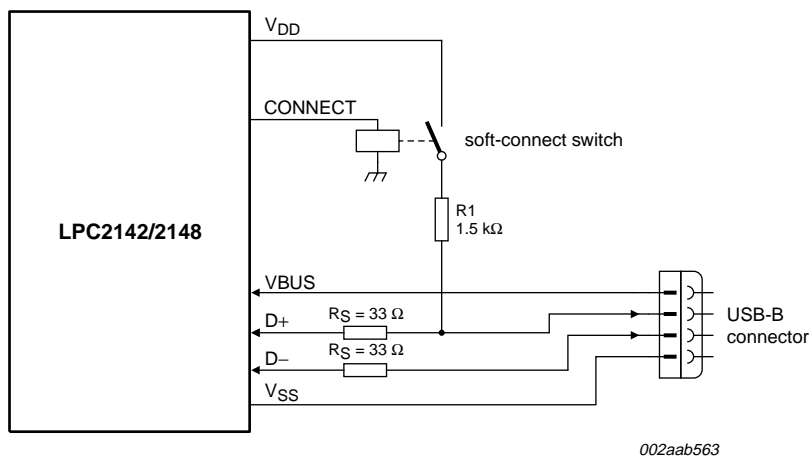 VDD
CONNECT
soft-connect switch
R1
1.5 kΩ
LPC2142/2148
VBUS
D+
RS = 33 Ω
USB-B
connector
RS = 33 Ω
D−
VSS
002aab563